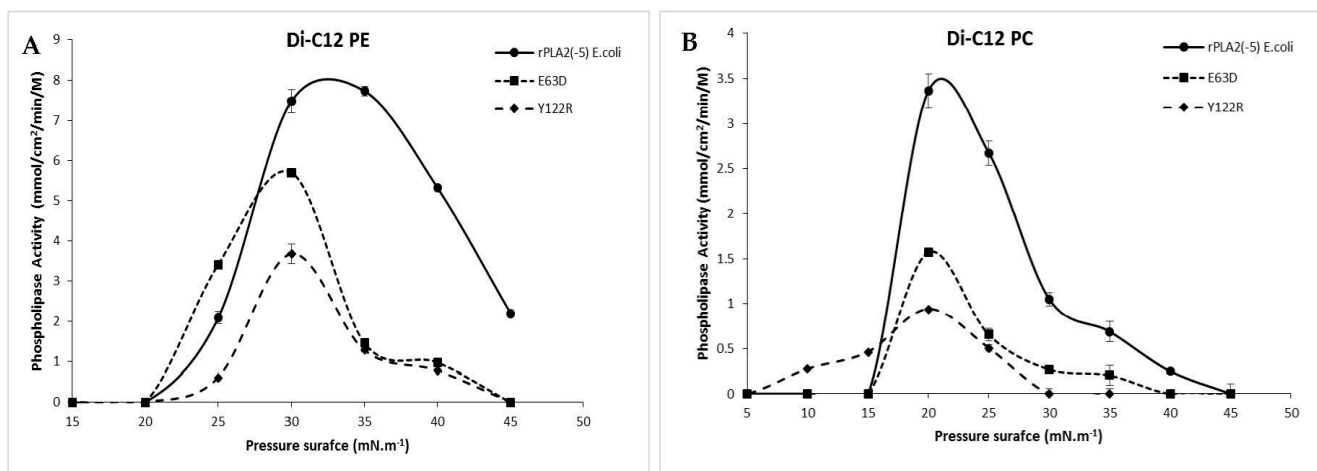 A
Di-C12 PE
rPLA2(-5) E.coli
E63D
Y122R
Phospholipase Activity (mmol/cm²/min/M)
9
8
7
6
5
4
3
2
1
0
15 20 25 30 35 40 45 50
Pressure surafce (mN.m⁻¹)
B
Di-C12 PC
rPLA2(-5) E.coli
E63D
Y122R
Phospholipase Activity (mmol/cm²/min/M)
4
3.5
3
2.5
2
1.5
1
0.5
0
5 10 15 20 25 30 35 40 45 50
Pressure surafce (mN.m⁻¹)